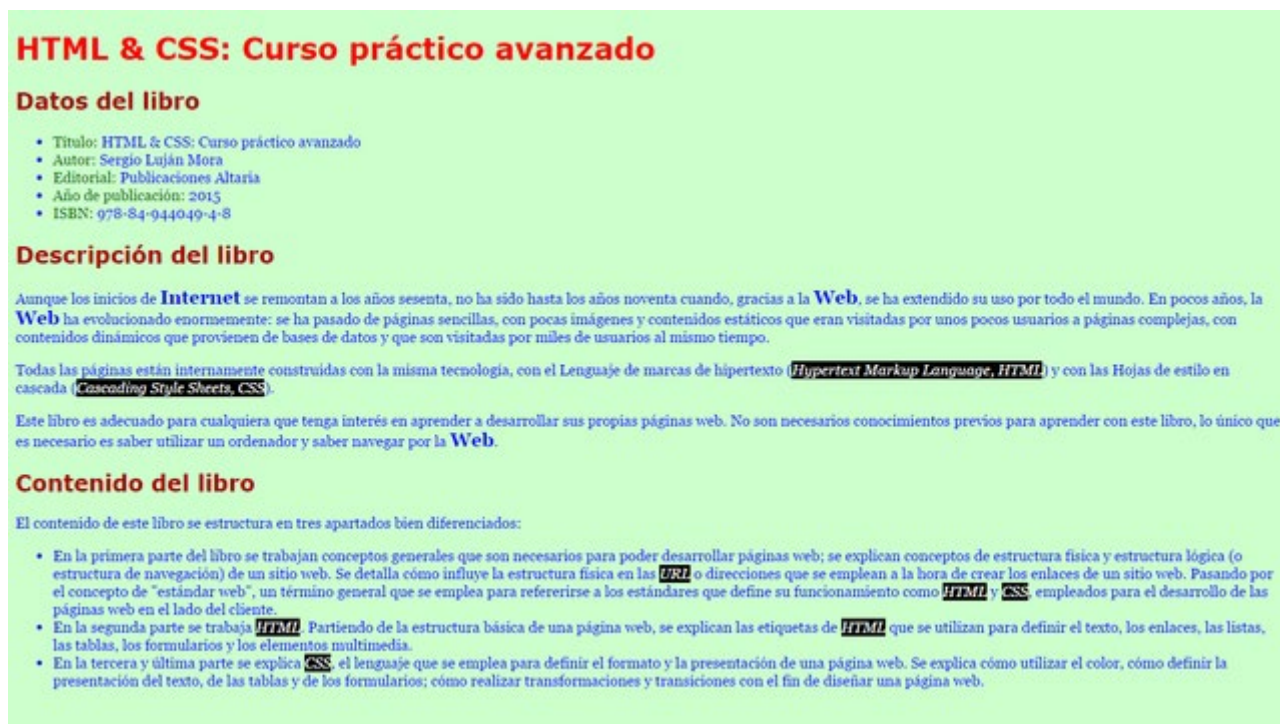 HTML & CSS: Curso práctico avanzado
Datos del libro
• Título: HTML & CSS: Curso práctico avanzado
• Autor: Sergio Luján Mora
• Editorial: Publicaciones Altaria
• Año de publicación: 2015
• ISBN: 978-84-944049-4-8
Descripción del libro
Aunque los inicios de Internet se remontan a los años sesenta, no ha sido hasta los años noventa cuando, gracias a la Web, se ha extendido su uso por todo el mundo. En pocos años, la
Web ha evolucionado enormemente: se ha pasado de páginas sencillas, con pocas imágenes y contenidos estáticos que eran visitadas por unos pocos usuarios a páginas complejas, con
contenidos dinámicos que provienen de bases de datos y que son visitadas por miles de usuarios al mismo tiempo.
Todas las páginas están internamente construidas con la misma tecnología, con el Lenguaje de marcas de hipertexto (Hypertext Markup Language, HTML) y con las Hojas de estilo en
cascada (Cascading Style Sheets, CSS).
Este libro es adecuado para cualquiera que tenga interés en aprender a desarrollar sus propias páginas web. No son necesarios conocimientos previos para aprender con este libro, lo único que
es necesario es saber utilizar un ordenador y saber navegar por la Web.
Contenido del libro
El contenido de este libro se estructura en tres apartados bien diferenciados:
• En la primera parte del libro se trabajan conceptos generales que son necesarios para poder desarrollar páginas web; se explican conceptos de estructura física y estructura lógica (o
estructura de navegación) de un sitio web. Se detalla cómo influye la estructura física en las URL o direcciones que se emplean a la hora de crear los enlaces de un sitio web. Pasando por
el concepto de "estándar web", un término general que se emplea para refererirse a los estándares que define su funcionamiento como HTML y CSS, empleados para el desarrollo de las
páginas web en el lado del cliente.
• En la segunda parte se trabaja HTML. Partiendo de la estructura básica de una página web, se explican las etiquetas de HTML que se utilizan para definir el texto, los enlaces, las listas,
las tablas, los formularios y los elementos multimedia.
• En la tercera y última parte se explica CSS, el lenguaje que se emplea para definir el formato y la presentación de una página web. Se explica cómo utilizar el color, cómo definir la
presentación del texto, de las tablas y de los formularios; cómo realizar transformaciones y transiciones con el fin de diseñar una página web.